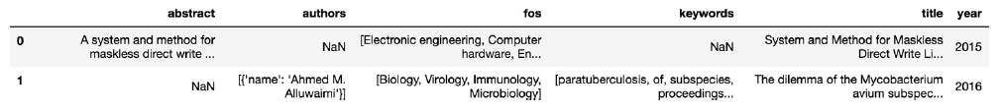 abstract authors fos keywords title year
0 A system and method for maskless direct write ... NaN [Electronic engineering, Computer hardware, En... NaN System and Method for Maskless Direct Write Li... 2015
1 NaN [{'name': 'Ahmed M. Alluwaimi'}] [Biology, Virology, Immunology, Microbiology] [paratuberculosis, of, subspecies, proceedings... The dilemma of the Mycobacterium avium subspec... 2016